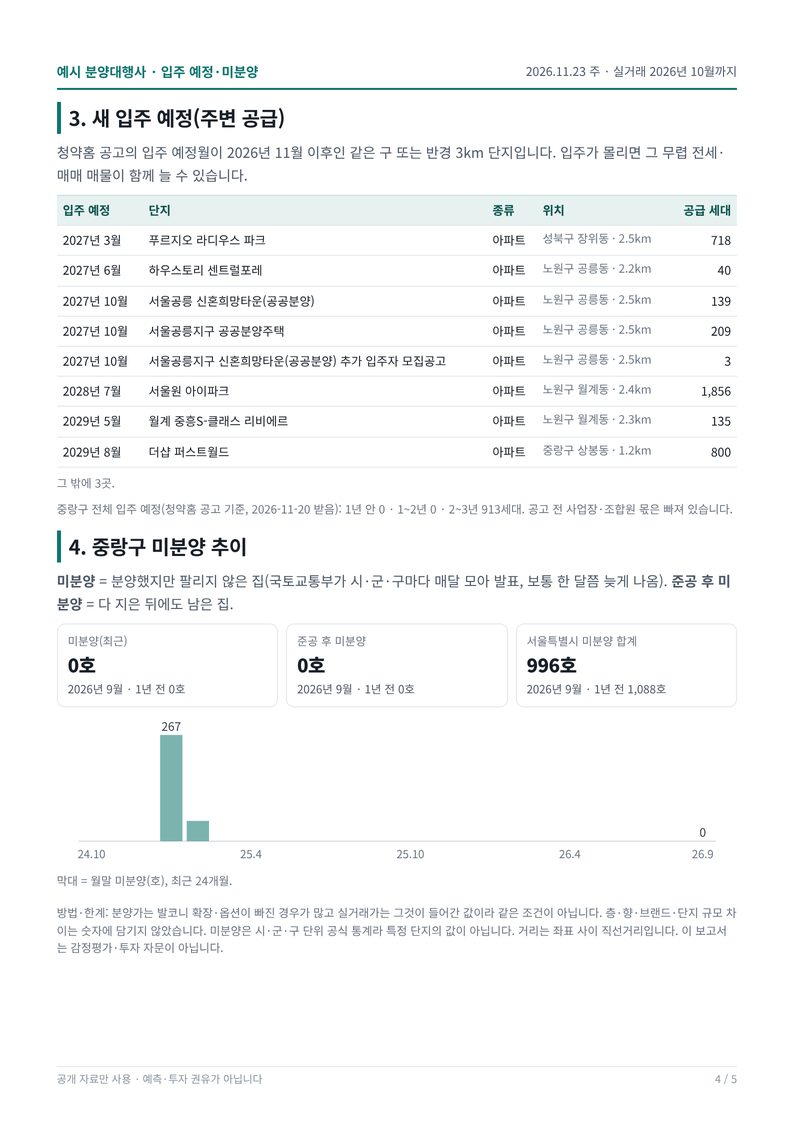 예시 분양대행사 · 입주 예정·미분양
2026.11.23 주 · 실거래 2026년 10월까지
3. 새 입주 예정(주변 공급)
청약홈 공고의 입주 예정월이 2026년 11월 이후인 같은 구 또는 반경 3km 단지입니다. 입주가 몰리면 그 무렵 전세·
매매 매물이 함께 늘 수 있습니다.
입주 예정 단지 종류 위치 공급 세대
2027년 3월 푸르지오 라디우스 파크 아파트 성북구 장위동 · 2.5km 718
2027년 6월 하우스토리 센트럴포레 아파트 노원구 공릉동 · 2.2km 40
2027년 10월 서울공릉 신혼희망타운(공공분양) 아파트 노원구 공릉동 · 2.5km 139
2027년 10월 서울공릉지구 공공분양주택 아파트 노원구 공릉동 · 2.5km 209
2027년 10월 서울공릉지구 신혼희망타운(공공분양) 추가 입주자 모집공고 아파트 노원구 공릉동 · 2.5km 3
2028년 7월 서울원 아이파크 아파트 노원구 월계동 · 2.4km 1,856
2029년 5월 월계 중흥S-클래스 리비에르 아파트 노원구 월계동 · 2.3km 135
2029년 8월 더샵 퍼스트월드 아파트 중랑구 상봉동 · 1.2km 800
그 밖에 3곳.
중랑구 전체 입주 예정(청약홈 공고 기준, 2026-11-20 받음): 1년 안 0 · 1~2년 0 · 2~3년 913세대. 공고 전 사업장·조합원 몫은 빠져 있습니다.
4. 중랑구 미분양 추이
미분양 = 분양했지만 팔리지 않은 집(국토교통부가 시·군·구마다 매달 모아 발표, 보통 한 달쯤 늦게 나옴). 준공 후 미
분양 = 다 지은 뒤에도 남은 집.
미분양(최근) 준공 후 미분양 서울특별시 미분양 합계
0호 0호 996호
2026년 9월 · 1년 전 0호 2026년 9월 · 1년 전 0호 2026년 9월 · 1년 전 1,088호
267
0
24.10 25.4 25.10 26.4 26.9
막대 = 월말 미분양(호), 최근 24개월.
방법·한계: 분양가는 발코니 확장·옵션이 빠진 경우가 많고 실거래가는 그것이 들어간 값이라 같은 조건이 아닙니다. 층·향·브랜드·단지 규모 차
이는 숫자에 담기지 않았습니다. 미분양은 시·군·구 단위 공식 통계라 특정 단지의 값이 아닙니다. 거리는 좌표 사이 직선거리입니다. 이 보고서
는 감정평가·투자 자문이 아닙니다.
공개 자료만 사용 · 예측·투자 권유가 아닙니다
4 / 5